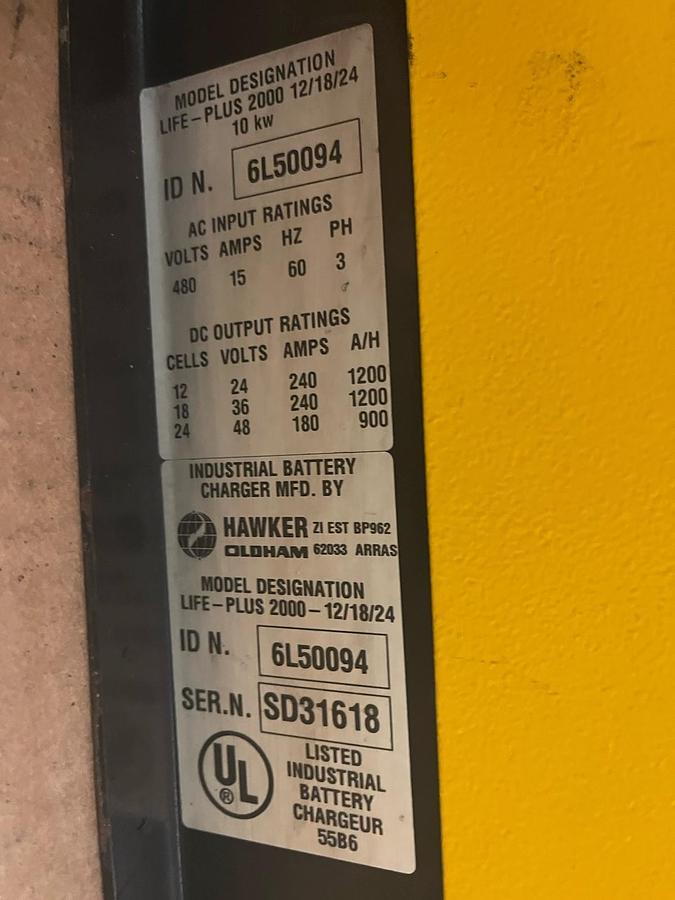 MODEL DESIGNATION
LIFE-PLUS 2000 12/18/24
10 kw
ID N. 6L50094
AC INPUT RATINGS
VOLTS AMPS HZ PH
480 15 60 3
DC OUTPUT RATINGS
CELLS VOLTS AMPS A/H
12 24 240 1200
18 36 240 1200
24 48 180 900
INDUSTRIAL BATTERY
CHARGER MFD. BY
HAWKER ZI EST BP962
OLDHAM 62033 ARRAS
MODEL DESIGNATION
LIFE-PLUS 2000-12/18/24
ID N. 6L50094
SER.N. SD31618
UL ®
LISTED
INDUSTRIAL
BATTERY
CHARGEUR
55B6